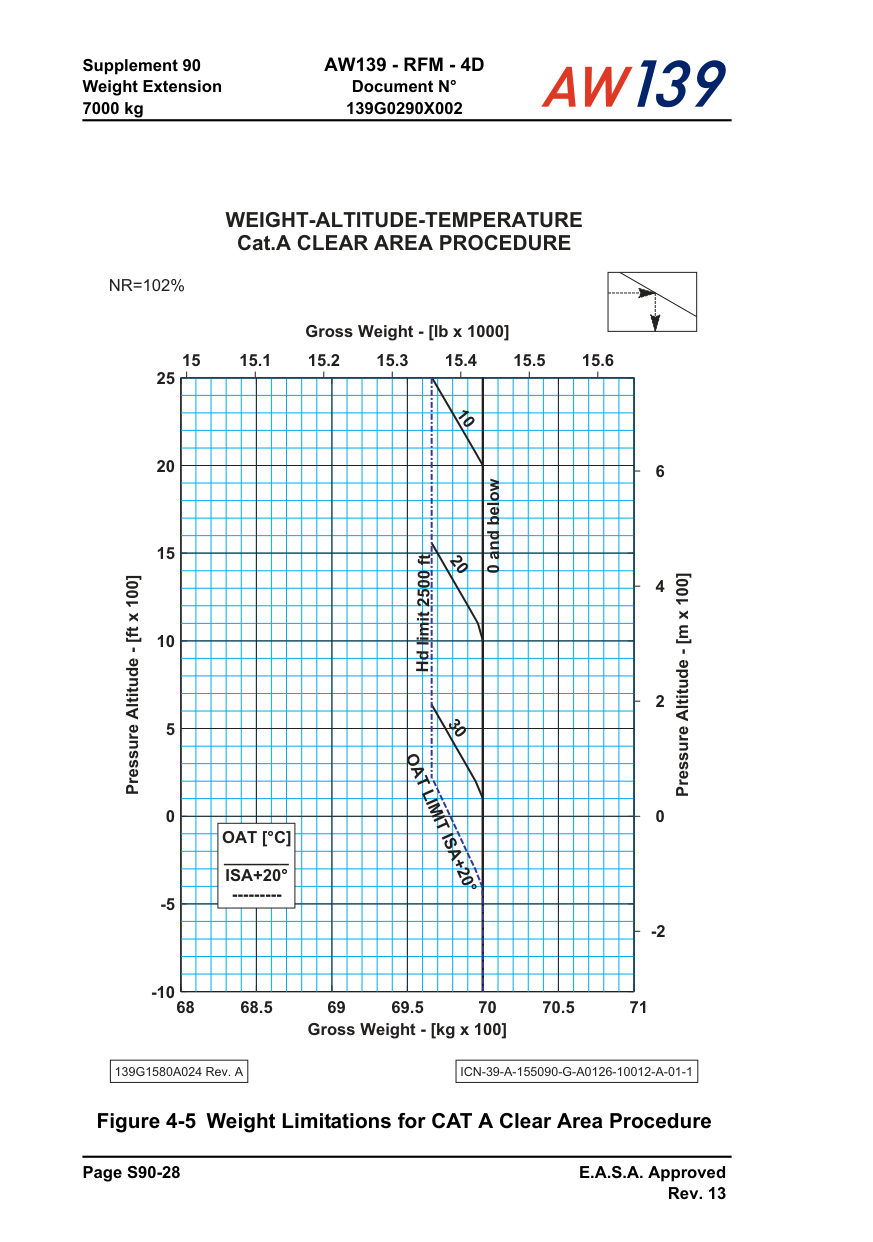 Supplement 90
Weight Extension
7000 kg
AW139 - RFM - 4D
Document N°
139G0290X002
AW139
WEIGHT-ALTITUDE-TEMPERATURE
Cat.A CLEAR AREA PROCEDURE
NR=102%
Gross Weight - [lb x 1000]
15 15.1 15.2 15.3 15.4 15.5 15.6
25
20
15
10
5
0
-5
-10
Pressure Altitude - [ft x 100]
10
20
30
0 and below
Hd limit 2500 ft
OAT LIMIT ISA+20°
OAT [°C]
ISA+20°
---------
6
4
2
0
-2
Pressure Altitude - [m x 100]
68 68.5 69 69.5 70 70.5 71
Gross Weight - [kg x 100]
139G1580A024 Rev. A
ICN-39-A-155090-G-A0126-10012-A-01-1
Figure 4-5 Weight Limitations for CAT A Clear Area Procedure
Page S90-28
E.A.S.A. Approved
Rev. 13